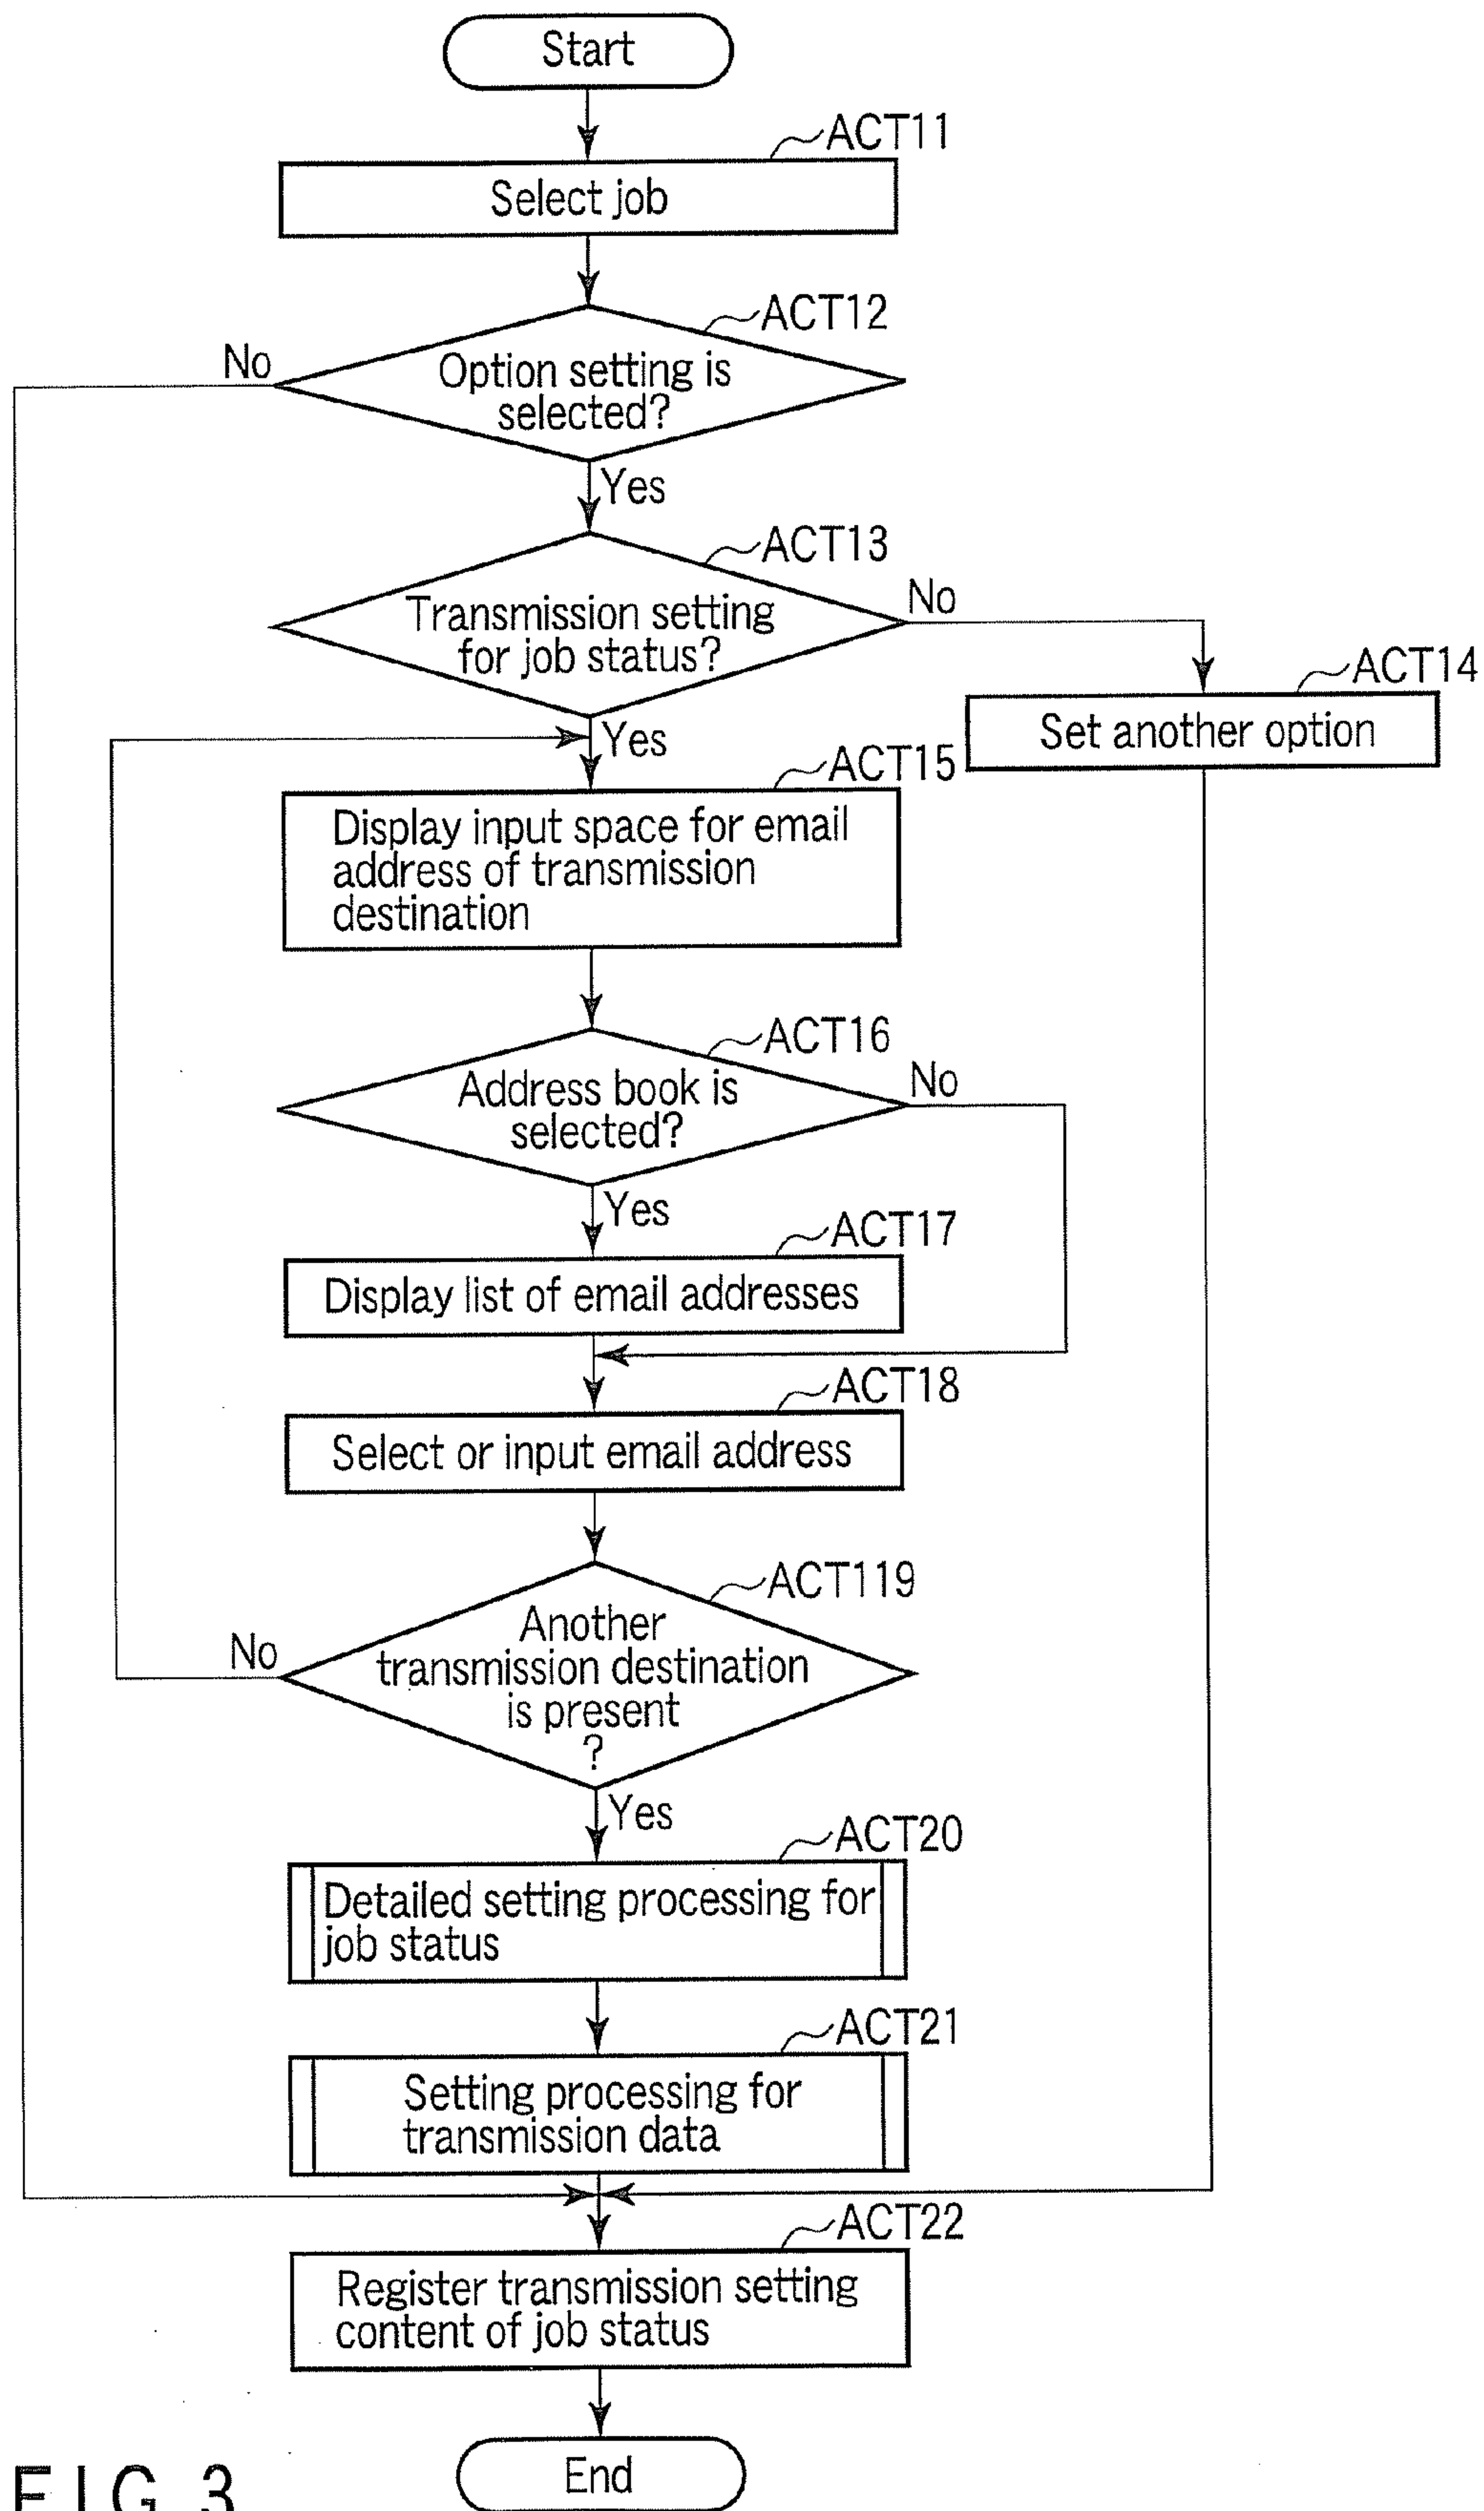 Start
ACT11
Select job
ACT12
No
Option setting is
selected?
Yes
ACT13
No
Transmission setting
for job status?
ACT14
Set another option
Yes
ACT15
Display input space for email
address of transmission
destination
ACT16
No
Address book is
selected?
Yes
ACT17
Display list of email addresses
ACT18
Select or input email address
ACT119
Another
No
transmission destination
is present
?
Yes
ACT20
Detailed setting processing for
job status
ACT21
Setting processing for
transmission data
ACT22
Register transmission setting
content of job status
End
FIG. 3